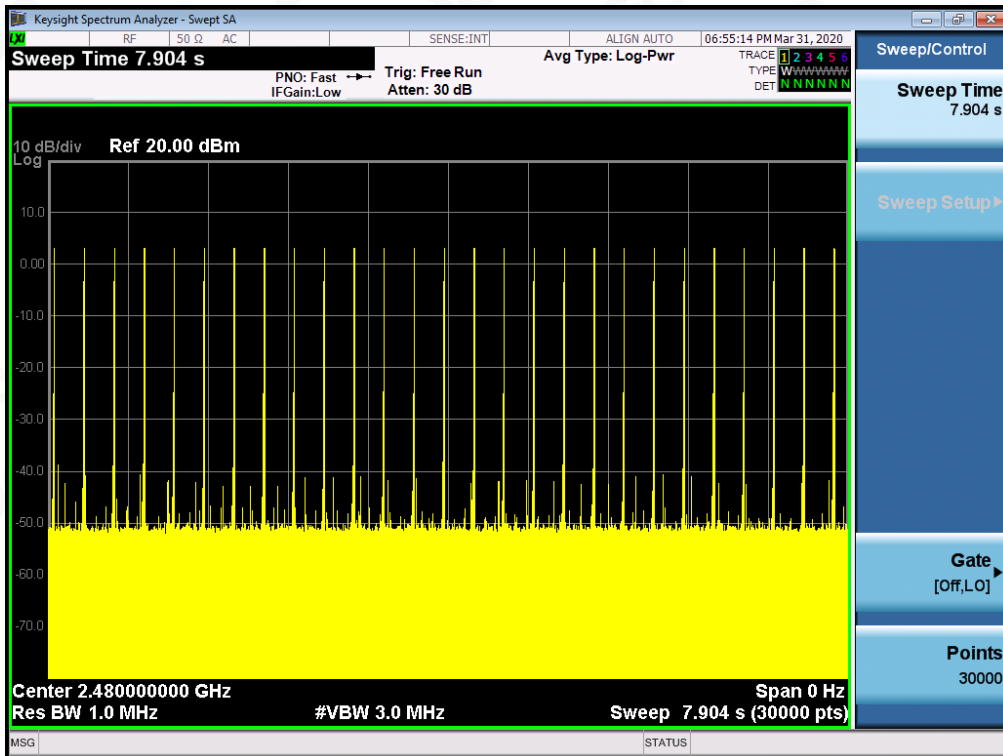 Keysight Spectrum Analyzer - Swept SA
LXI RF 50 Ω AC SENSE:INT ALIGN AUTO 06:55:14 PM Mar 31, 2020
Sweep Time 7.904 s
PNO: Fast
IFGain:Low
Trig: Free Run
Atten: 30 dB
Avg Type: Log-Pwr
TRACE 1 2 3 4 5 6
TYPE WWWWWW
DET N N N N N N
Sweep/Control
Sweep Time
7.904 s
Sweep Setup
Gate
[Off,LO]
Points
30000
10 dB/div Ref 20.00 dBm
Log
10.0
0.00
-10.0
-20.0
-30.0
-40.0
-50.0
-60.0
-70.0
Center 2.480000000 GHz Span 0 Hz
Res BW 1.0 MHz #VBW 3.0 MHz Sweep 7.904 s (30000 pts)
MSG STATUS